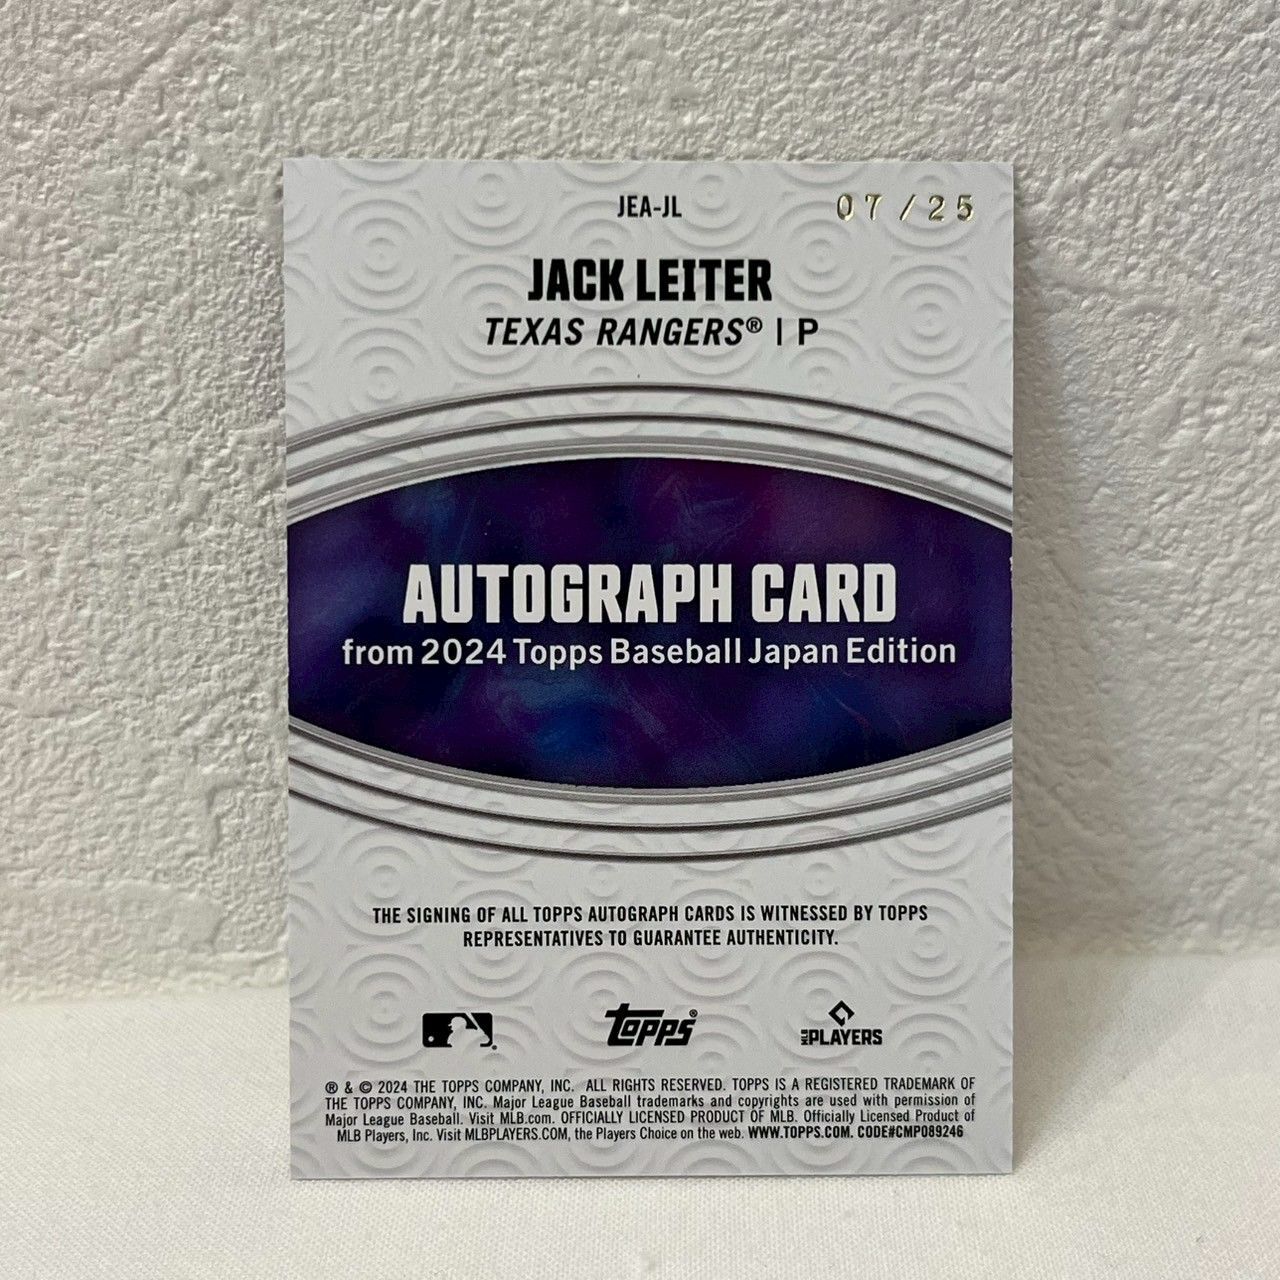 JEA-JL
07/25
JACK LEITER
TEXAS RANGERS® | P
AUTOGRAPH CARD
from 2024 Topps Baseball Japan Edition
THE SIGNING OF ALL TOPPS AUTOGRAPH CARDS IS WITNESSED BY TOPPS
REPRESENTATIVES TO GUARANTEE AUTHENTICITY.
topps®
MLB PLAYERS
® & © 2024 THE TOPPS COMPANY, INC. ALL RIGHTS RESERVED. TOPPS IS A REGISTERED TRADEMARK OF
THE TOPPS COMPANY, INC. Major League Baseball trademarks and copyrights are used with permission of
Major League Baseball. Visit MLB.com. OFFICIALLY LICENSED PRODUCT OF MLB. Officially Licensed Product of
MLB Players, Inc. Visit MLBPLAYERS.COM, the Players Choice on the web. WWW.TOPPS.COM. CODE#CMP089246